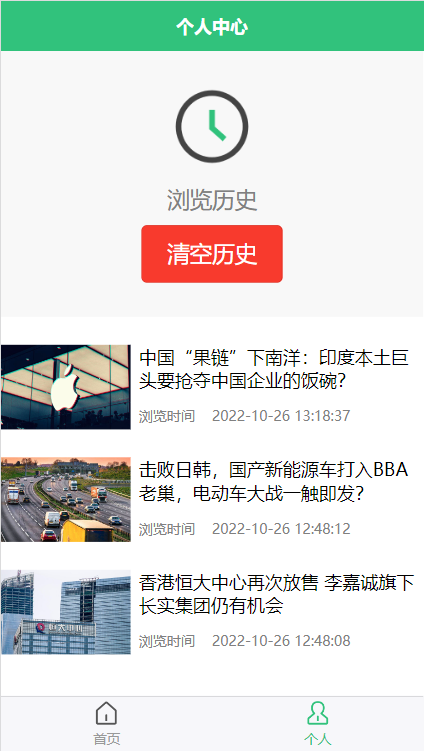 个人中心
浏览历史
清空历史
中国“果链”下南洋：印度本土巨
头要抢夺中国企业的饭碗？
浏览时间 2022-10-26 13:18:37
击败日韩，国产新能源车打入BBA
老巢，电动车大战一触即发？
浏览时间 2022-10-26 12:48:12
香港恒大中心再次放售 李嘉诚旗下
长实集团仍有机会
浏览时间 2022-10-26 12:48:08
首页
个人